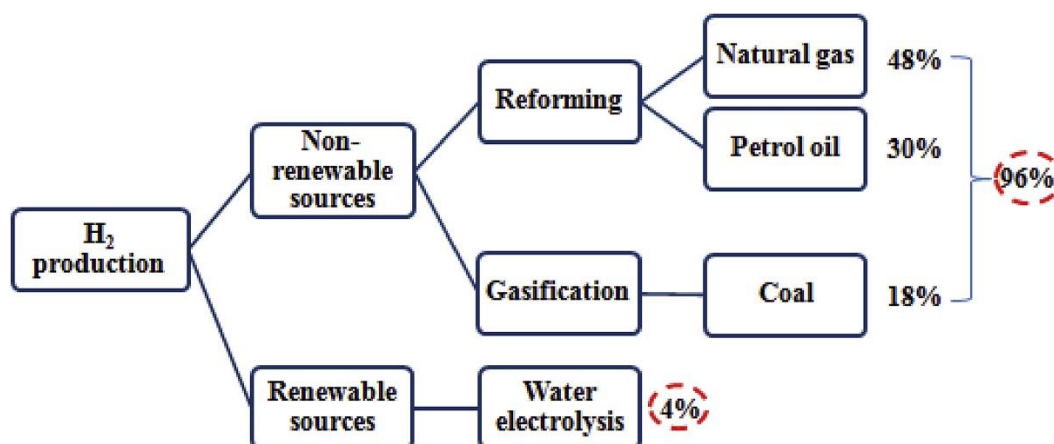 H₂
production
Non-
renewable
sources
Reforming
Natural gas
48%
Petrol oil
30%
96%
Gasification
Coal
18%
Renewable
sources
Water
electrolysis
4%